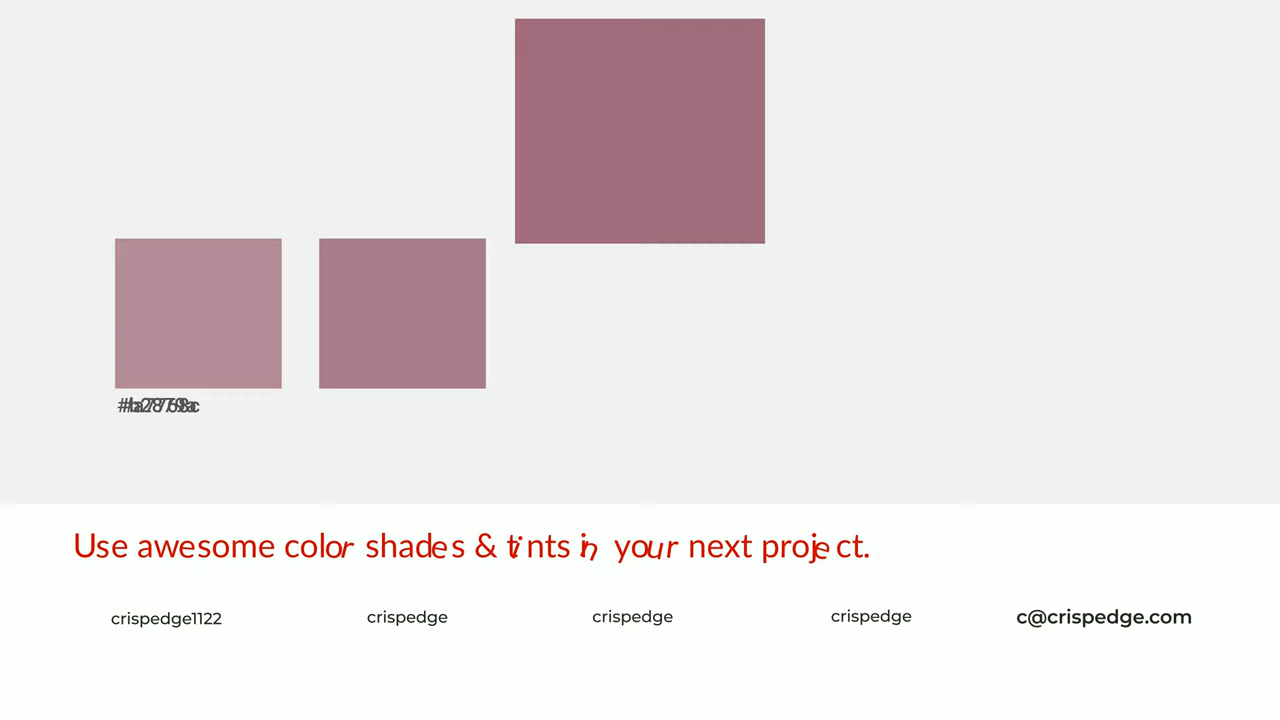 Use awesome color shades & tints in your next project.
crispedge1122 crispedge crispedge crispedge c@crispedge.com